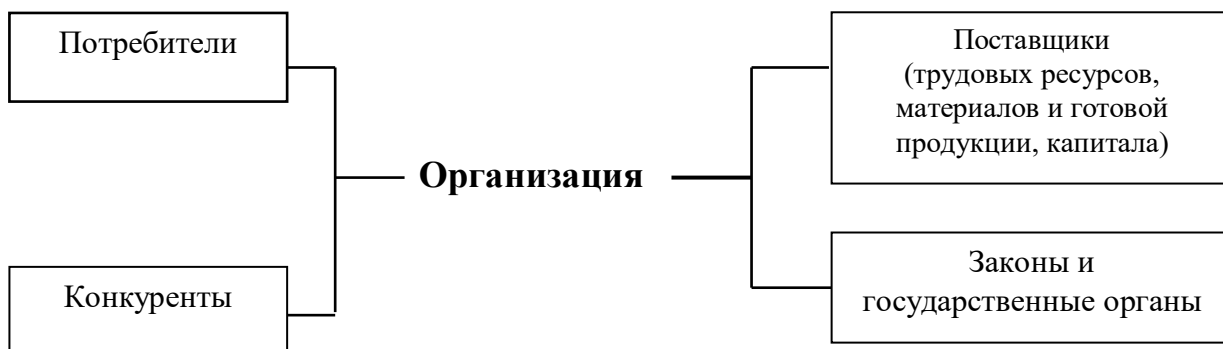 Потребители
Конкуренты
Организация
Поставщики
(трудовых ресурсов,
материалов и готовой
продукции, капитала)
Законы и
государственные органы